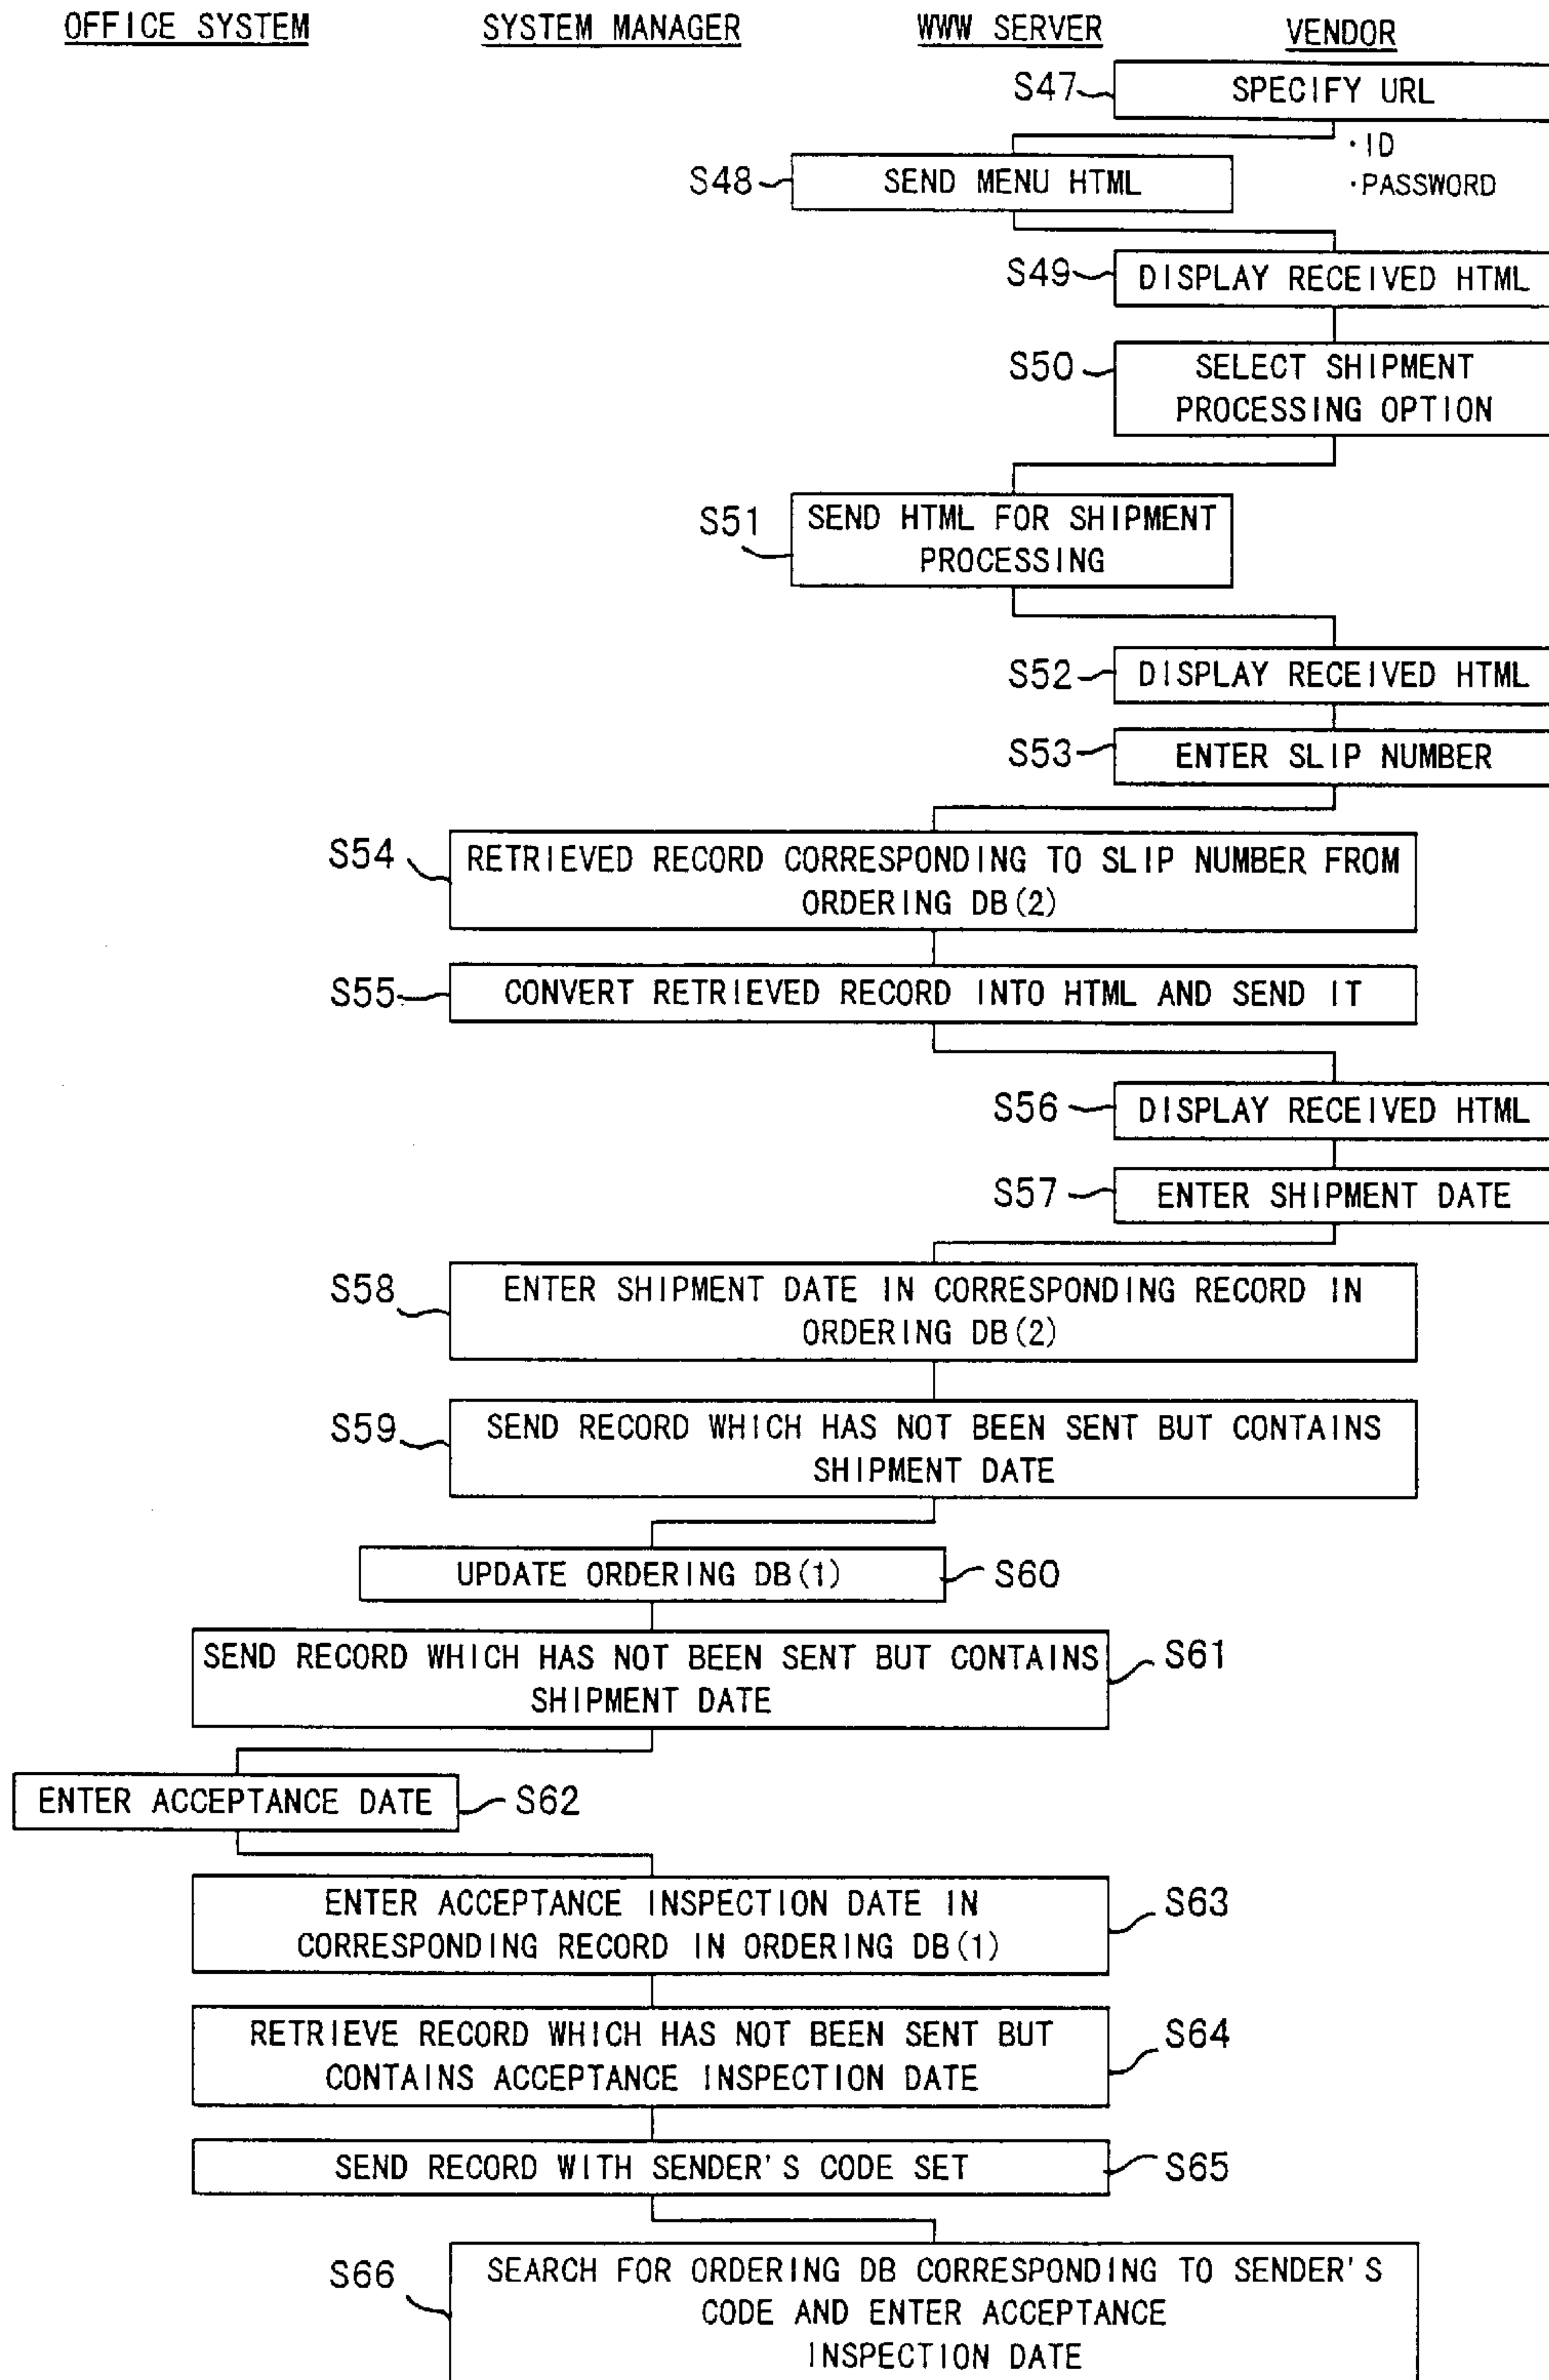 OFFICE SYSTEM
SYSTEM MANAGER
WWW SERVER
VENDOR
S47
SPECIFY URL
・ID
・PASSWORD
S48
SEND MENU HTML
S49
DISPLAY RECEIVED HTML
S50
SELECT SHIPMENT
PROCESSING OPTION
S51
SEND HTML FOR SHIPMENT
PROCESSING
S52
DISPLAY RECEIVED HTML
S53
ENTER SLIP NUMBER
S54
RETRIEVED RECORD CORRESPONDING TO SLIP NUMBER FROM
ORDERING DB(2)
S55
CONVERT RETRIEVED RECORD INTO HTML AND SEND IT
S56
DISPLAY RECEIVED HTML
S57
ENTER SHIPMENT DATE
S58
ENTER SHIPMENT DATE IN CORRESPONDING RECORD IN
ORDERING DB(2)
S59
SEND RECORD WHICH HAS NOT BEEN SENT BUT CONTAINS
SHIPMENT DATE
UPDATE ORDERING DB(1)
S60
SEND RECORD WHICH HAS NOT BEEN SENT BUT CONTAINS
SHIPMENT DATE
S61
ENTER ACCEPTANCE DATE
S62
ENTER ACCEPTANCE INSPECTION DATE IN
CORRESPONDING RECORD IN ORDERING DB(1)
S63
RETRIEVE RECORD WHICH HAS NOT BEEN SENT BUT
CONTAINS ACCEPTANCE INSPECTION DATE
S64
SEND RECORD WITH SENDER'S CODE SET
S65
S66
SEARCH FOR ORDERING DB CORRESPONDING TO SENDER'S
CODE AND ENTER ACCEPTANCE
INSPECTION DATE